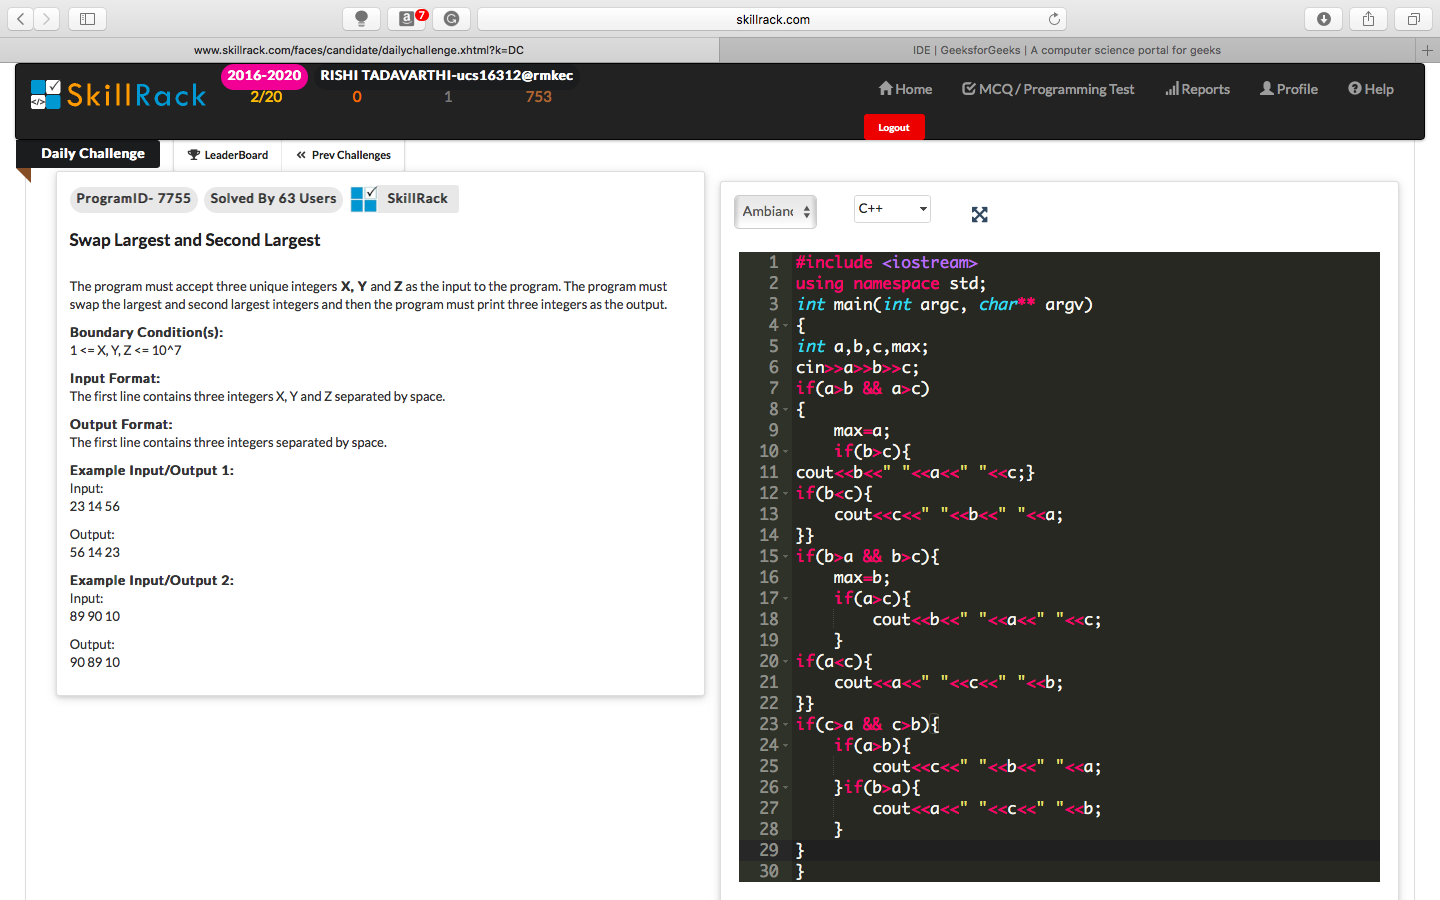 skillrack.com
7
www.skillrack.com/faces/candidate/dailychallenge.xhtml?k=DC
IDE | GeeksforGeeks | A computer science portal for geeks
SkillRack
2016-2020 RISHI TADAVARTHI-ucs16312@rmkec
2/20 0 1 753
Home MCQ / Programming Test Reports Profile Help
Logout
Daily Challenge LeaderBoard « Prev Challenges
ProgramID- 7755 Solved By 63 Users SkillRack
Swap Largest and Second Largest
The program must accept three unique integers X, Y and Z as the input to the program. The program must
swap the largest and second largest integers and then the program must print three integers as the output.
Boundary Condition(s):
1 <= X, Y, Z <= 10^7
Input Format:
The first line contains three integers X, Y and Z separated by space.
Output Format:
The first line contains three integers separated by space.
Example Input/Output 1:
Input:
23 14 56
Output:
56 14 23
Example Input/Output 2:
Input:
89 90 10
Output:
90 89 10
Ambianc C++
1 #include <iostream>
2 using namespace std;
3 int main(int argc, char** argv)
4 {
5 int a,b,c,max;
6 cin>>a>>b>>c;
7 if(a>b && a>c)
8 {
9 max=a;
10 if(b>c){
11 cout<<b<<" "<<a<<" "<<c;}
12 if(b<c){
13 cout<<c<<" "<<b<<" "<<a;
14 }}
15 if(b>a && b>c){
16 max=b;
17 if(a>c){
18 cout<<b<<" "<<a<<" "<<c;
19 }
20 if(a<c){
21 cout<<a<<" "<<c<<" "<<b;
22 }}
23 if(c>a && c>b){
24 if(a>b){
25 cout<<c<<" "<<b<<" "<<a;
26 }if(b>a){
27 cout<<a<<" "<<c<<" "<<b;
28 }
29 }
30 }